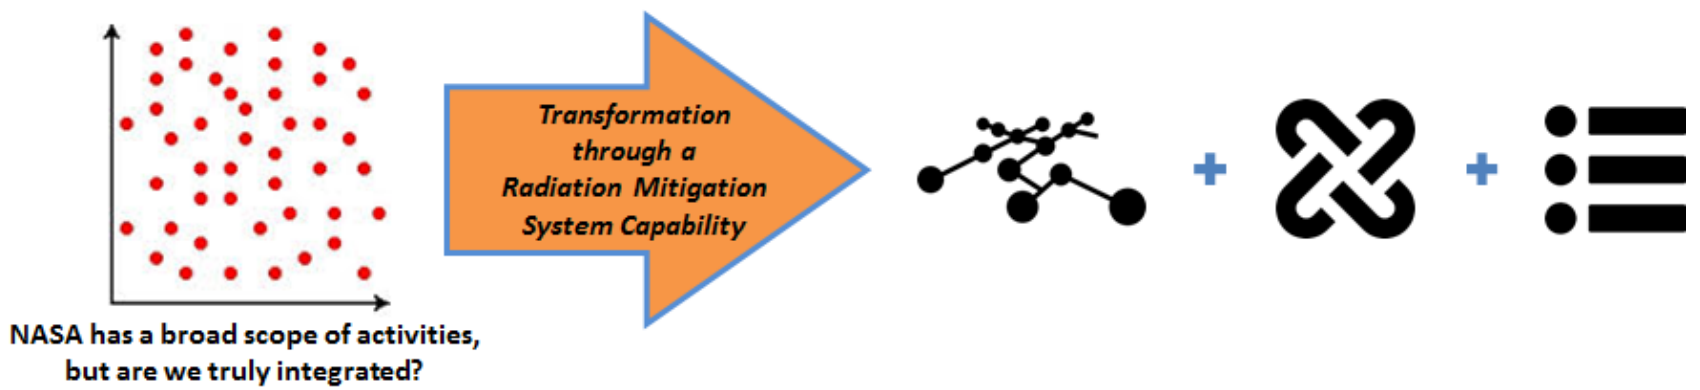 Transformation
through a
Radiation Mitigation
System Capability
NASA has a broad scope of activities,
but are we truly integrated?